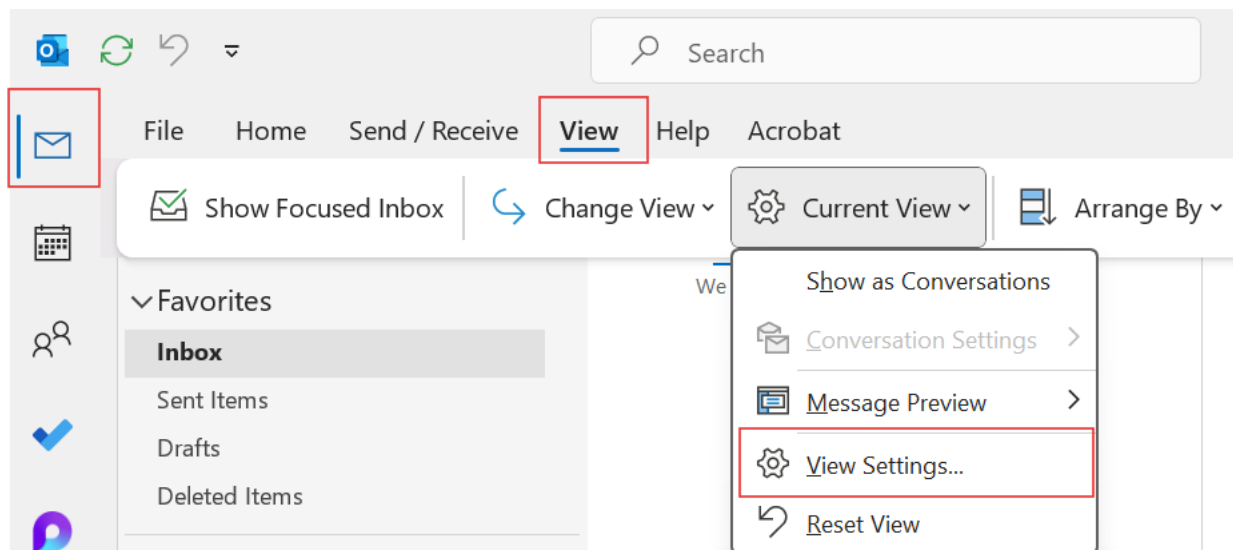 Search
File Home Send / Receive View Help Acrobat
Show Focused Inbox Change View Current View Arrange By
Favorites
Inbox
Sent Items
Drafts
Deleted Items
We
Show as Conversations
Conversation Settings
Message Preview
View Settings...
Reset View